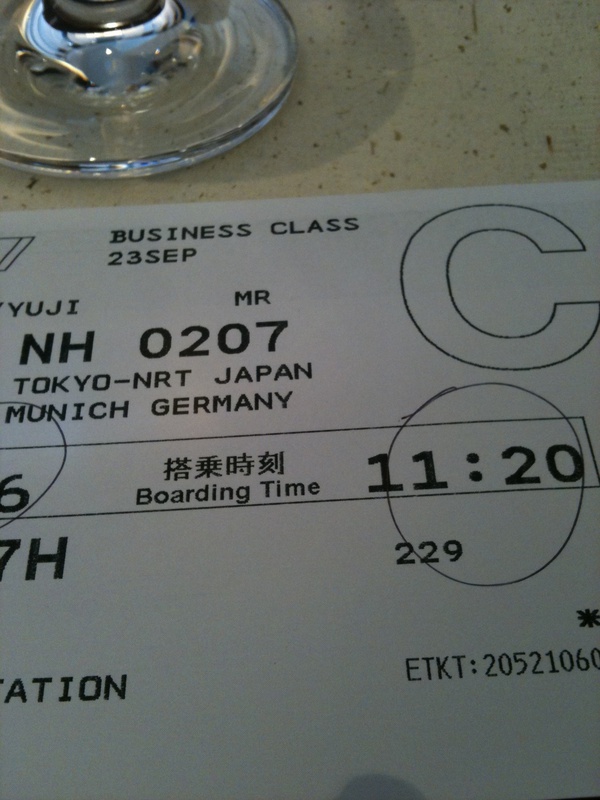 BUSINESS CLASS
C
23SEP
/YUJI MR
NH 0207
TOKYO-NRT JAPAN
MUNICH GERMANY
6 搭乗時刻 Boarding Time 11:20
7H
229
*
ETKT:20521060
TATION